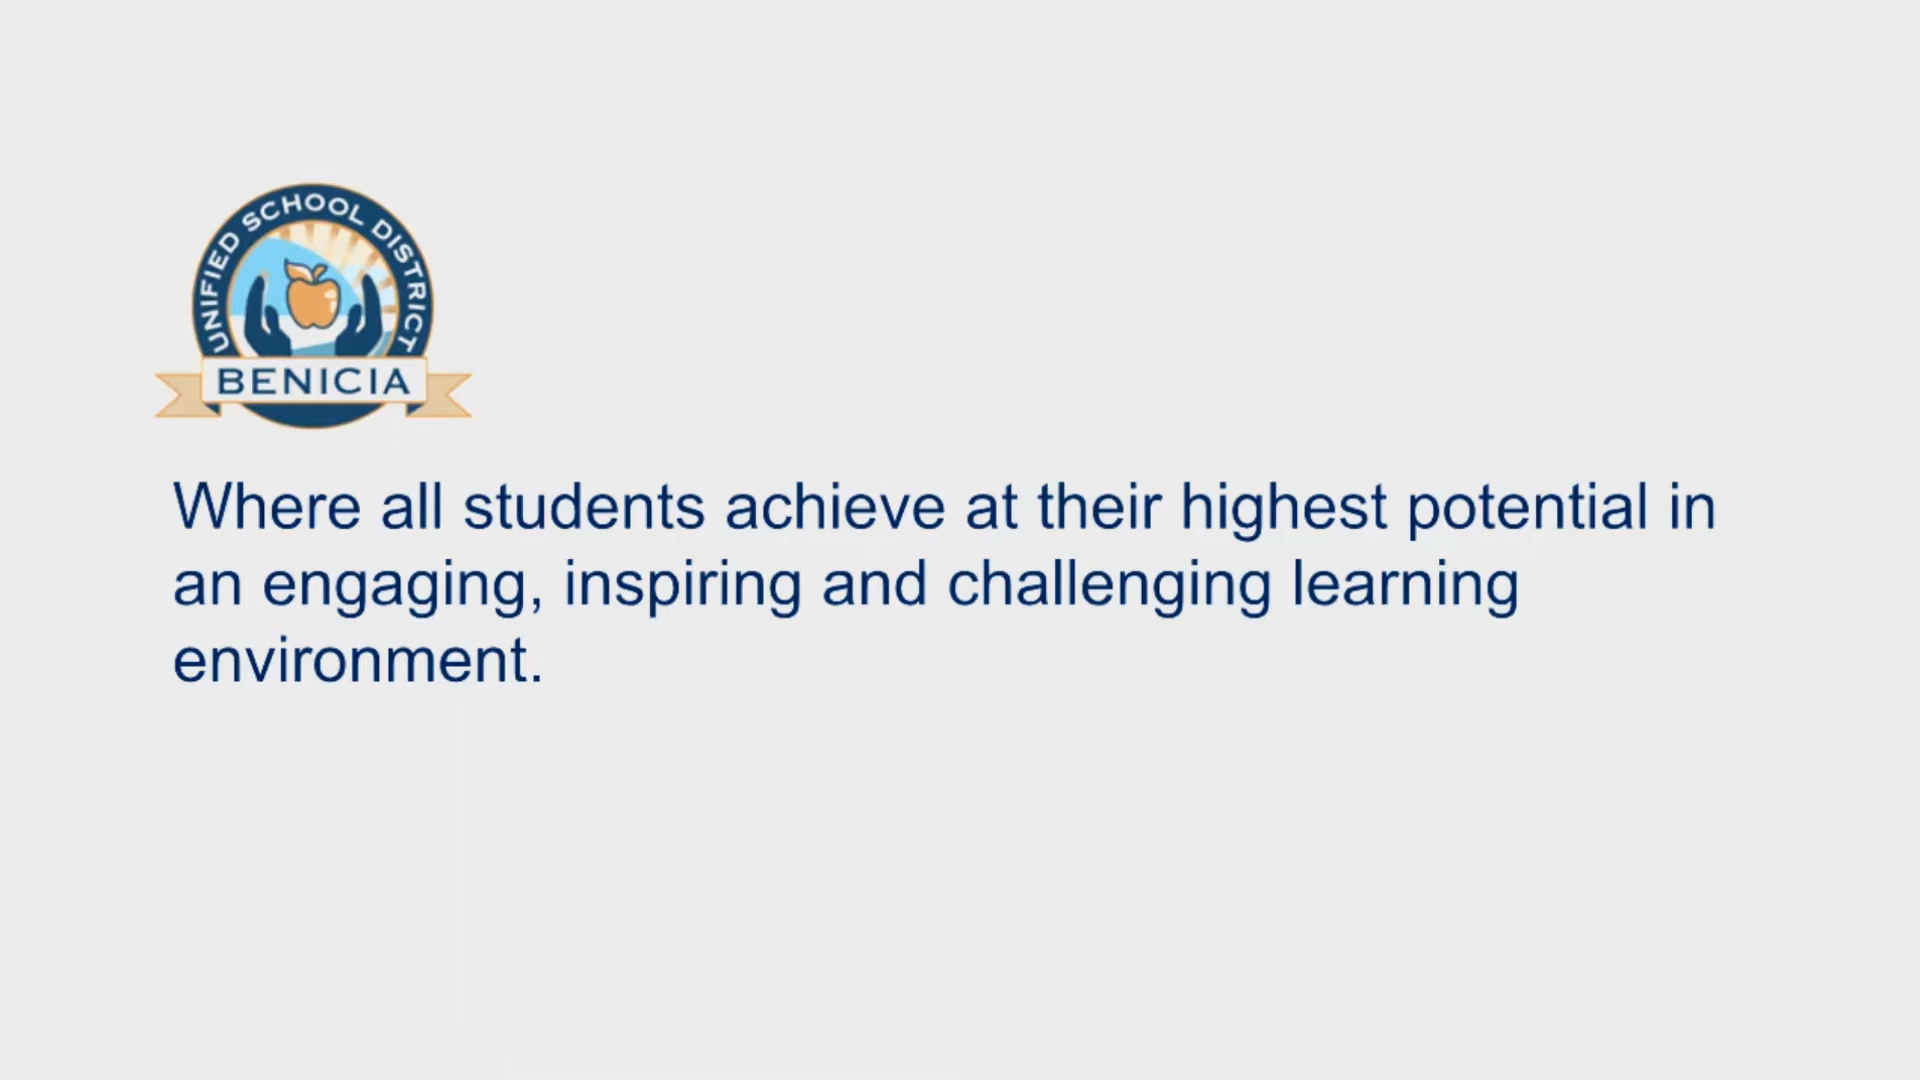 UNIFIED SCHOOL DISTRICT
BENICIA
Where all students achieve at their highest potential in
an engaging, inspiring and challenging learning
environment.